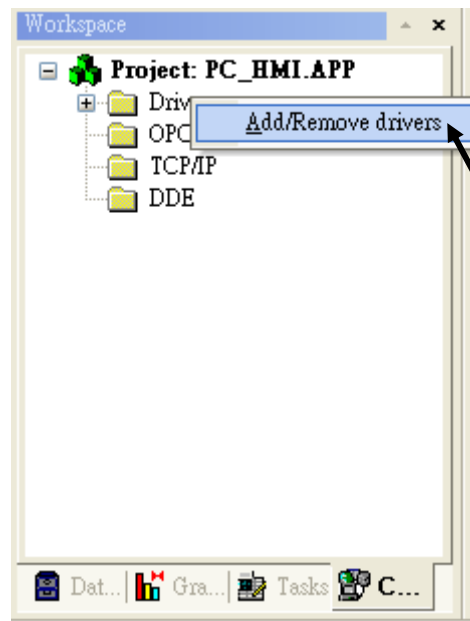 Workspace
Project: PC_HMI.APP
Driv
Add/Remove drivers
OPC
TCP/IP
DDE
Dat... Gra... Tasks C...